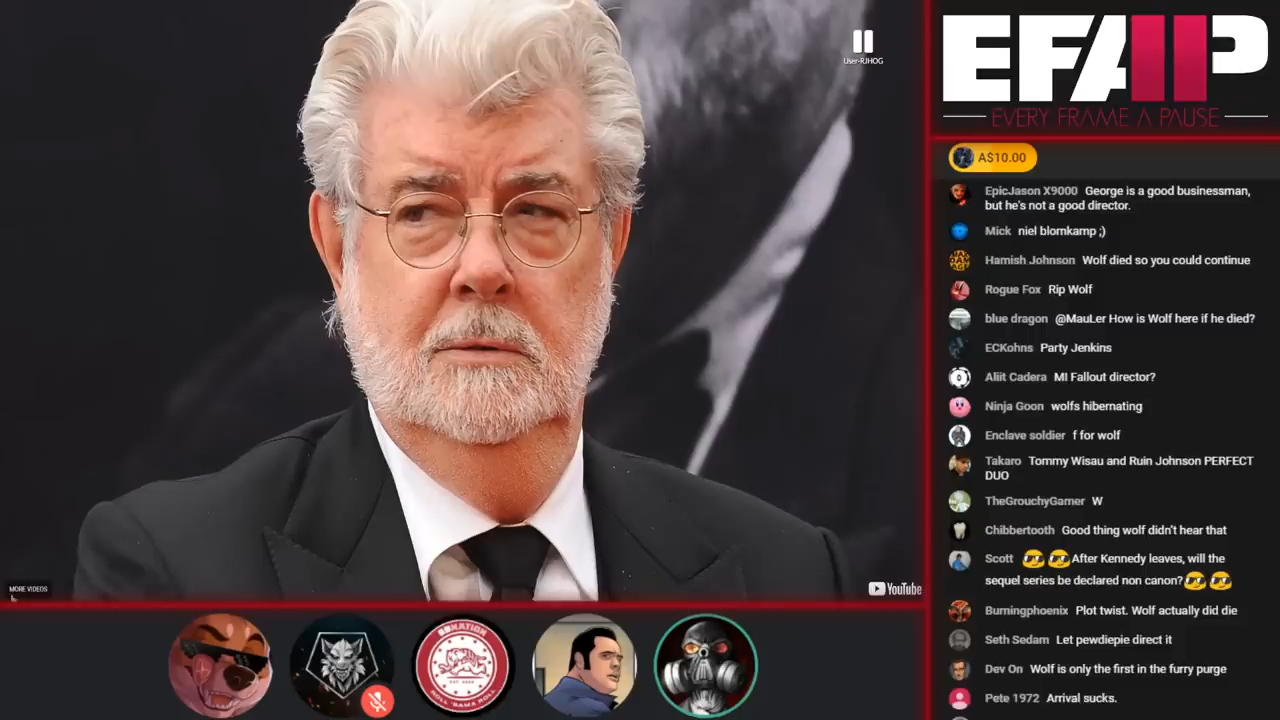 User-RJHOG
MORE VIDEOS
YouTube
EFAP
EVERY FRAME A PAUSE
A$10.00
EpicJason X9000 George is a good businessman,
but he's not a good director.
Mick niel blomkamp ;)
Hamish Johnson Wolf died so you could continue
Rogue Fox Rip Wolf
blue dragon @MauLer How is Wolf here if he died?
ECKohns Party Jenkins
Aliit Cadera MI Fallout director?
Ninja Goon wolfs hibernating
Enclave soldier f for wolf
Takaro Tommy Wisau and Ruin Johnson PERFECT
DUO
TheGrouchyGamer W
Chibbertooth Good thing wolf didn't hear that
Scott 😎😎After Kennedy leaves, will the
sequel series be declared non canon?😎😎
Burningphoenix Plot twist. Wolf actually did die
Seth Sedam Let pewdiepie direct it
Dev On Wolf is only the first in the furry purge
Pete 1972 Arrival sucks.
ROLL 'BAMA ROLL